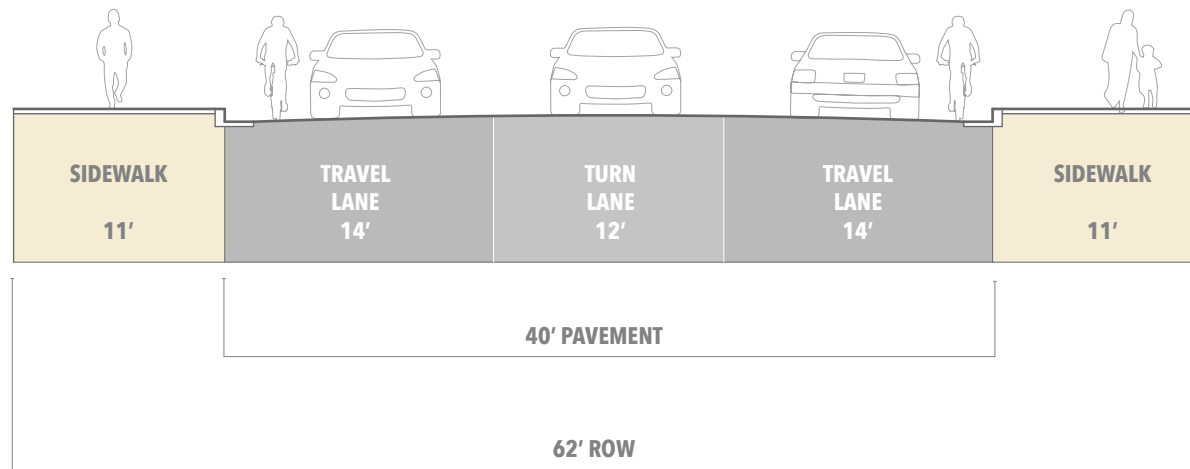 SIDEWALK
11’
TRAVEL
LANE
14’
TURN
LANE
12’
TRAVEL
LANE
14’
SIDEWALK
11’
40’ PAVEMENT
62’ ROW